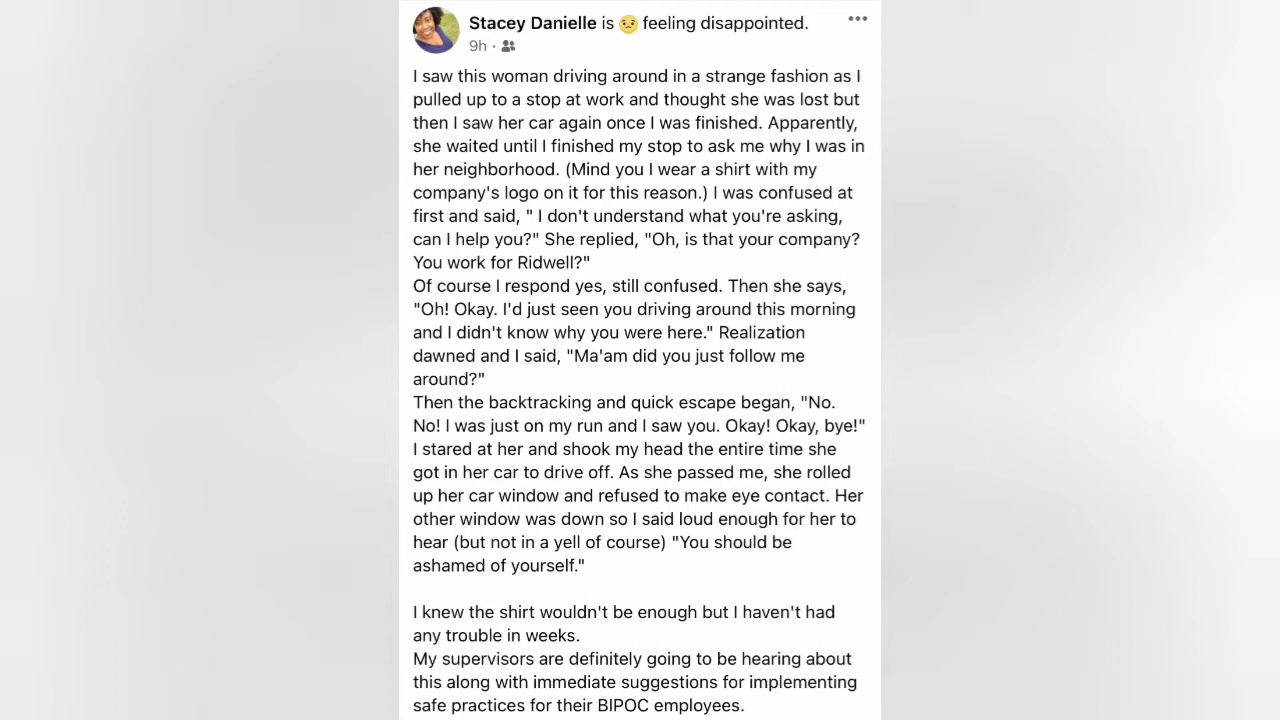 Stacey Danielle is 😟 feeling disappointed.
9h ·
I saw this woman driving around in a strange fashion as I
pulled up to a stop at work and thought she was lost but
then I saw her car again once I was finished. Apparently,
she waited until I finished my stop to ask me why I was in
her neighborhood. (Mind you I wear a shirt with my
company's logo on it for this reason.) I was confused at
first and said, " I don't understand what you're asking,
can I help you?" She replied, "Oh, is that your company?
You work for Ridwell?"
Of course I respond yes, still confused. Then she says,
"Oh! Okay. I'd just seen you driving around this morning
and I didn't know why you were here." Realization
dawned and I said, "Ma'am did you just follow me
around?"
Then the backtracking and quick escape began, "No.
No! I was just on my run and I saw you. Okay! Okay, bye!"
I stared at her and shook my head the entire time she
got in her car to drive off. As she passed me, she rolled
up her car window and refused to make eye contact. Her
other window was down so I said loud enough for her to
hear (but not in a yell of course) "You should be
ashamed of yourself."
I knew the shirt wouldn't be enough but I haven't had
any trouble in weeks.
My supervisors are definitely going to be hearing about
this along with immediate suggestions for implementing
safe practices for their BIPOC employees.